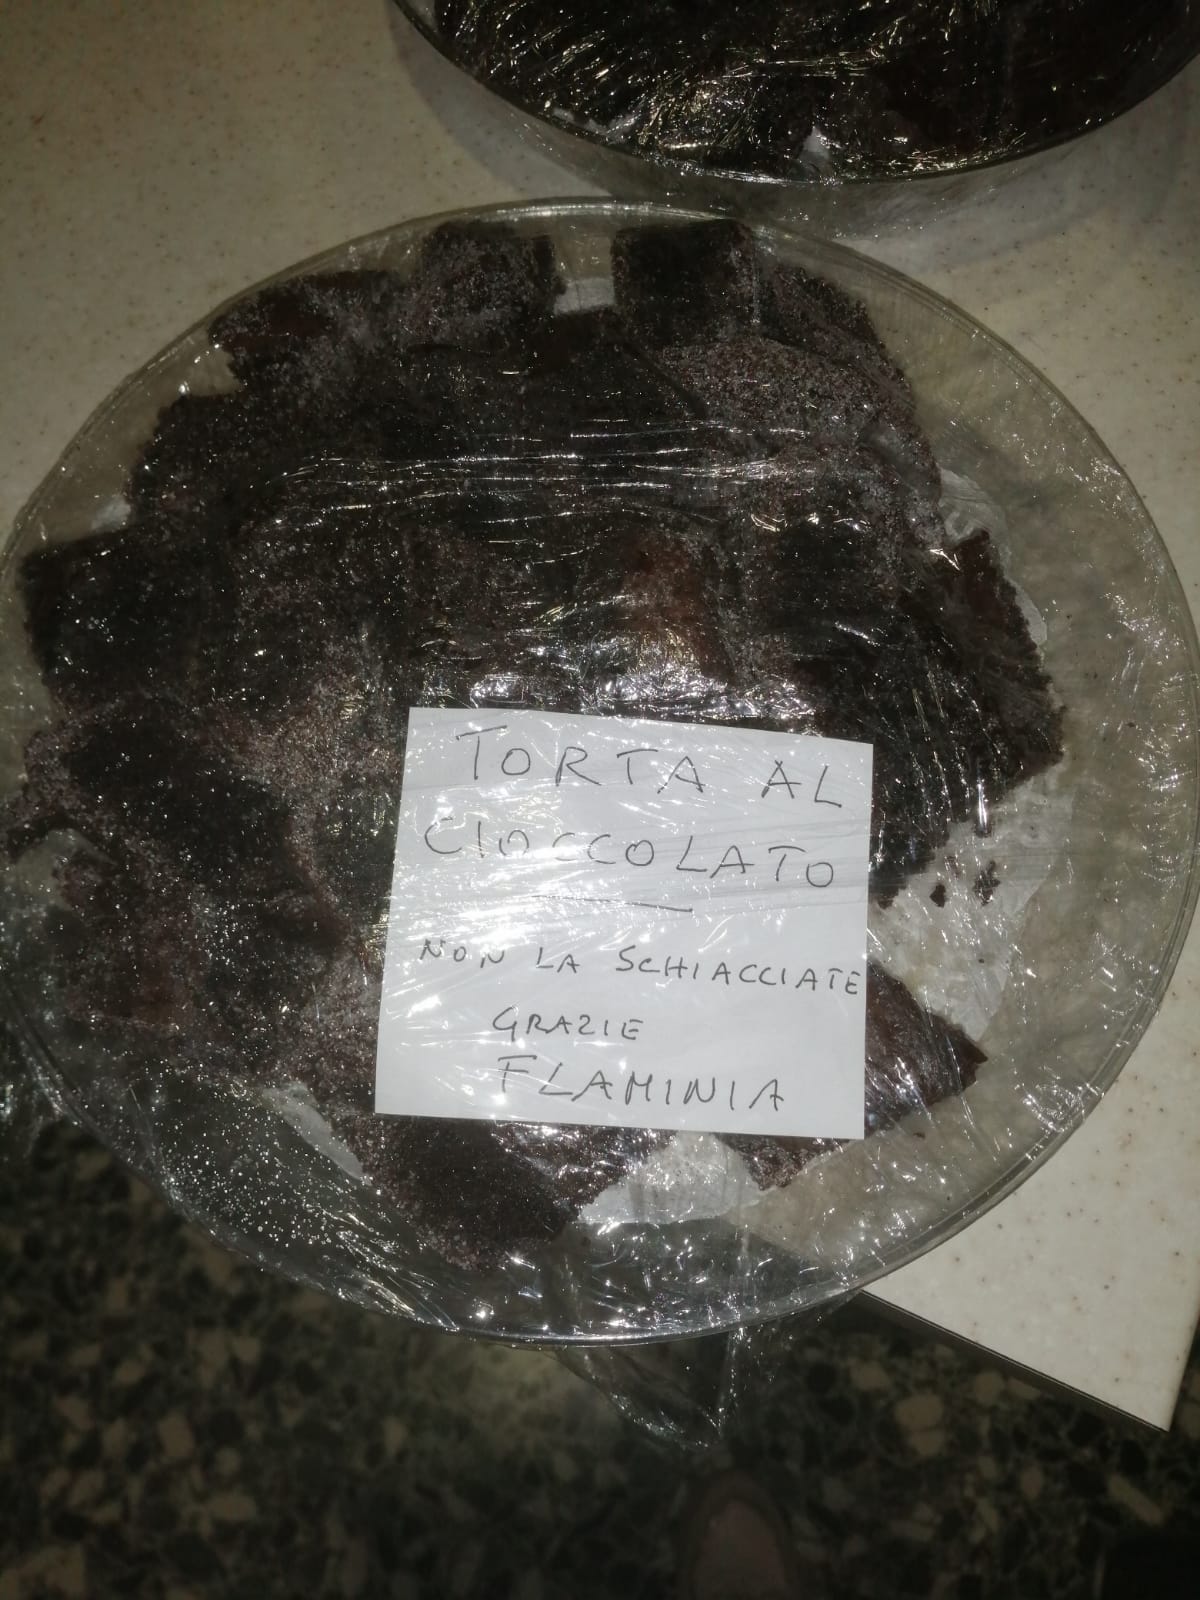 TORTA AL
CIOCCOLATO
NON LA SCHIACCIATE
GRAZIE
FLAMINIA